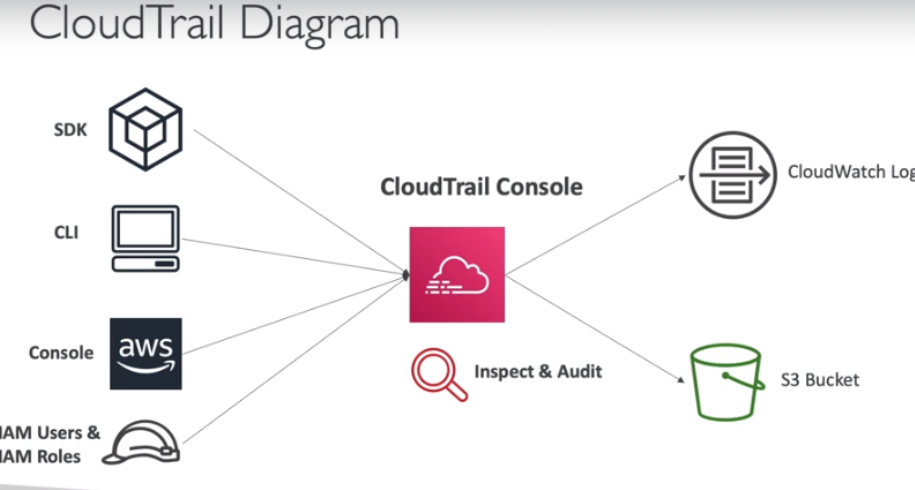 CloudTrail Diagram
SDK
CLI
Console
aws
IAM Users &
IAM Roles
CloudTrail Console
Inspect & Audit
CloudWatch Log
S3 Bucket